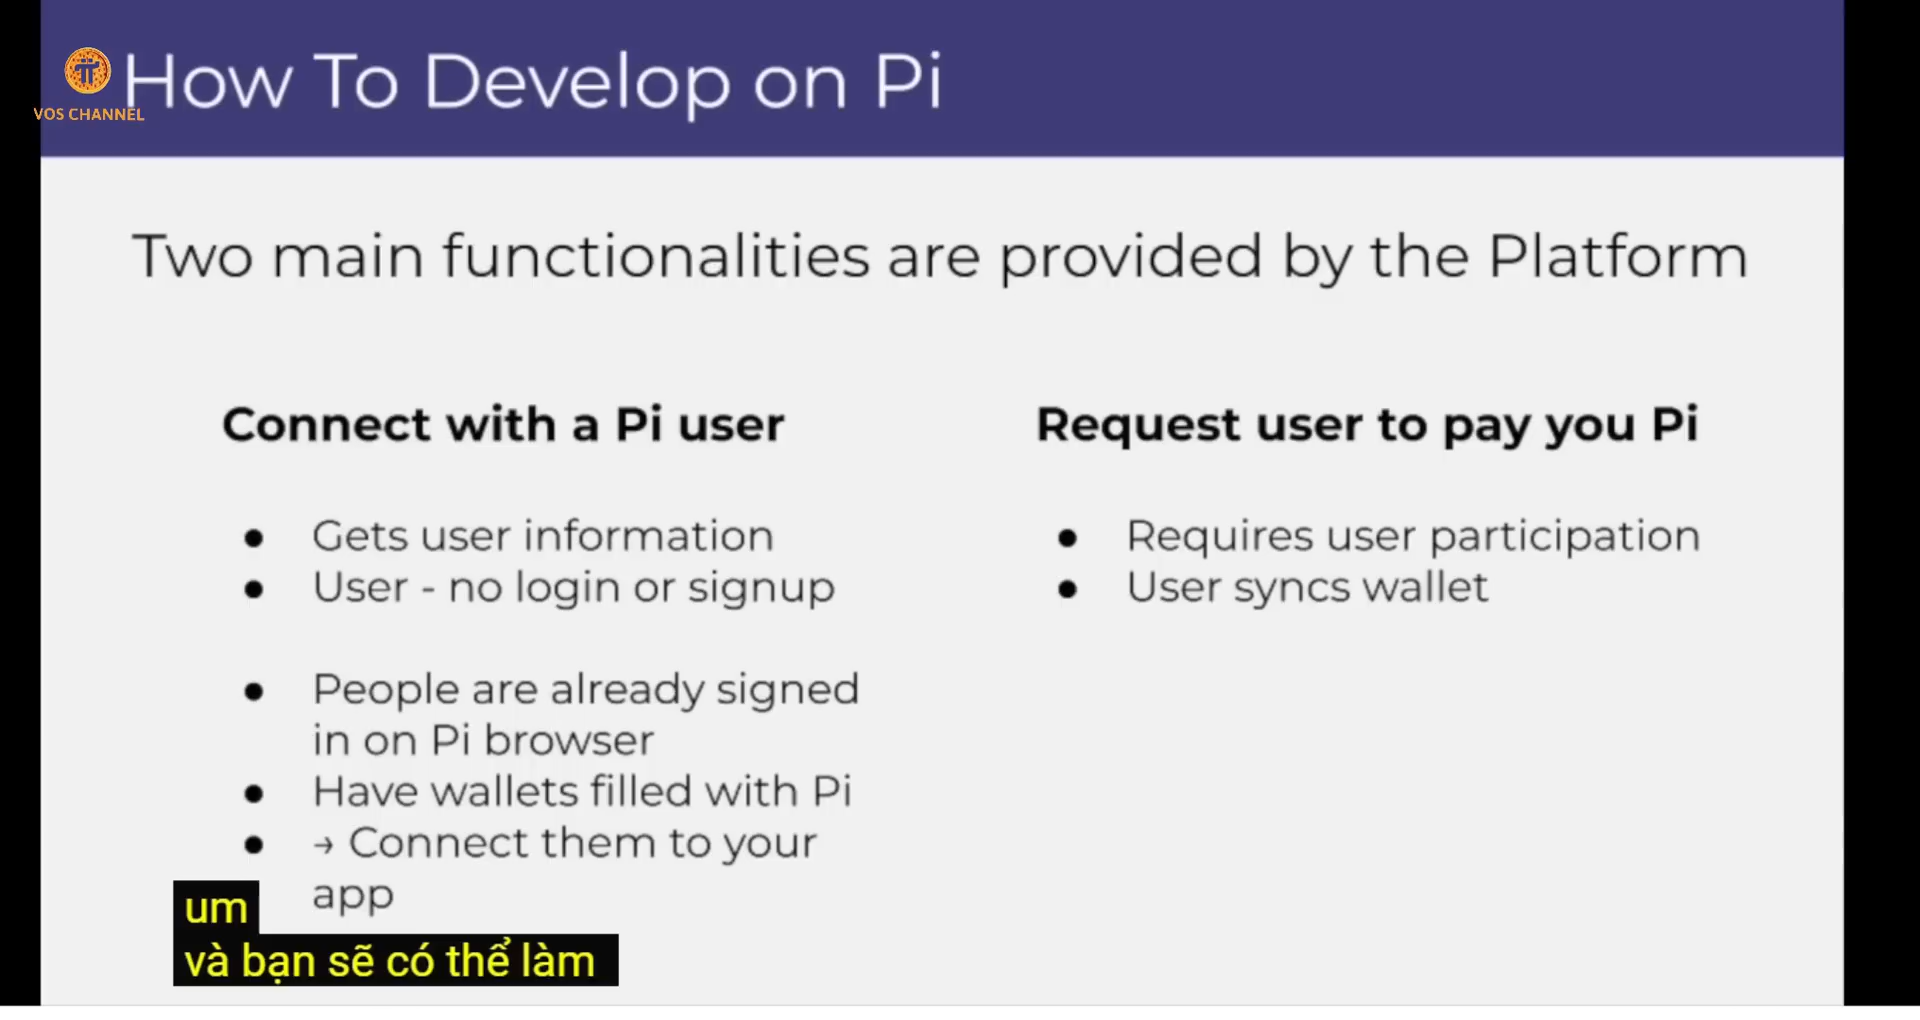 How To Develop on Pi
VOS CHANNEL
Two main functionalities are provided by the Platform
Connect with a Pi user
● Gets user information
● User - no login or signup
● People are already signed
in on Pi browser
● Have wallets filled with Pi
● → Connect them to your
app
Request user to pay you Pi
● Requires user participation
● User syncs wallet
um
và bạn sẽ có thể làm